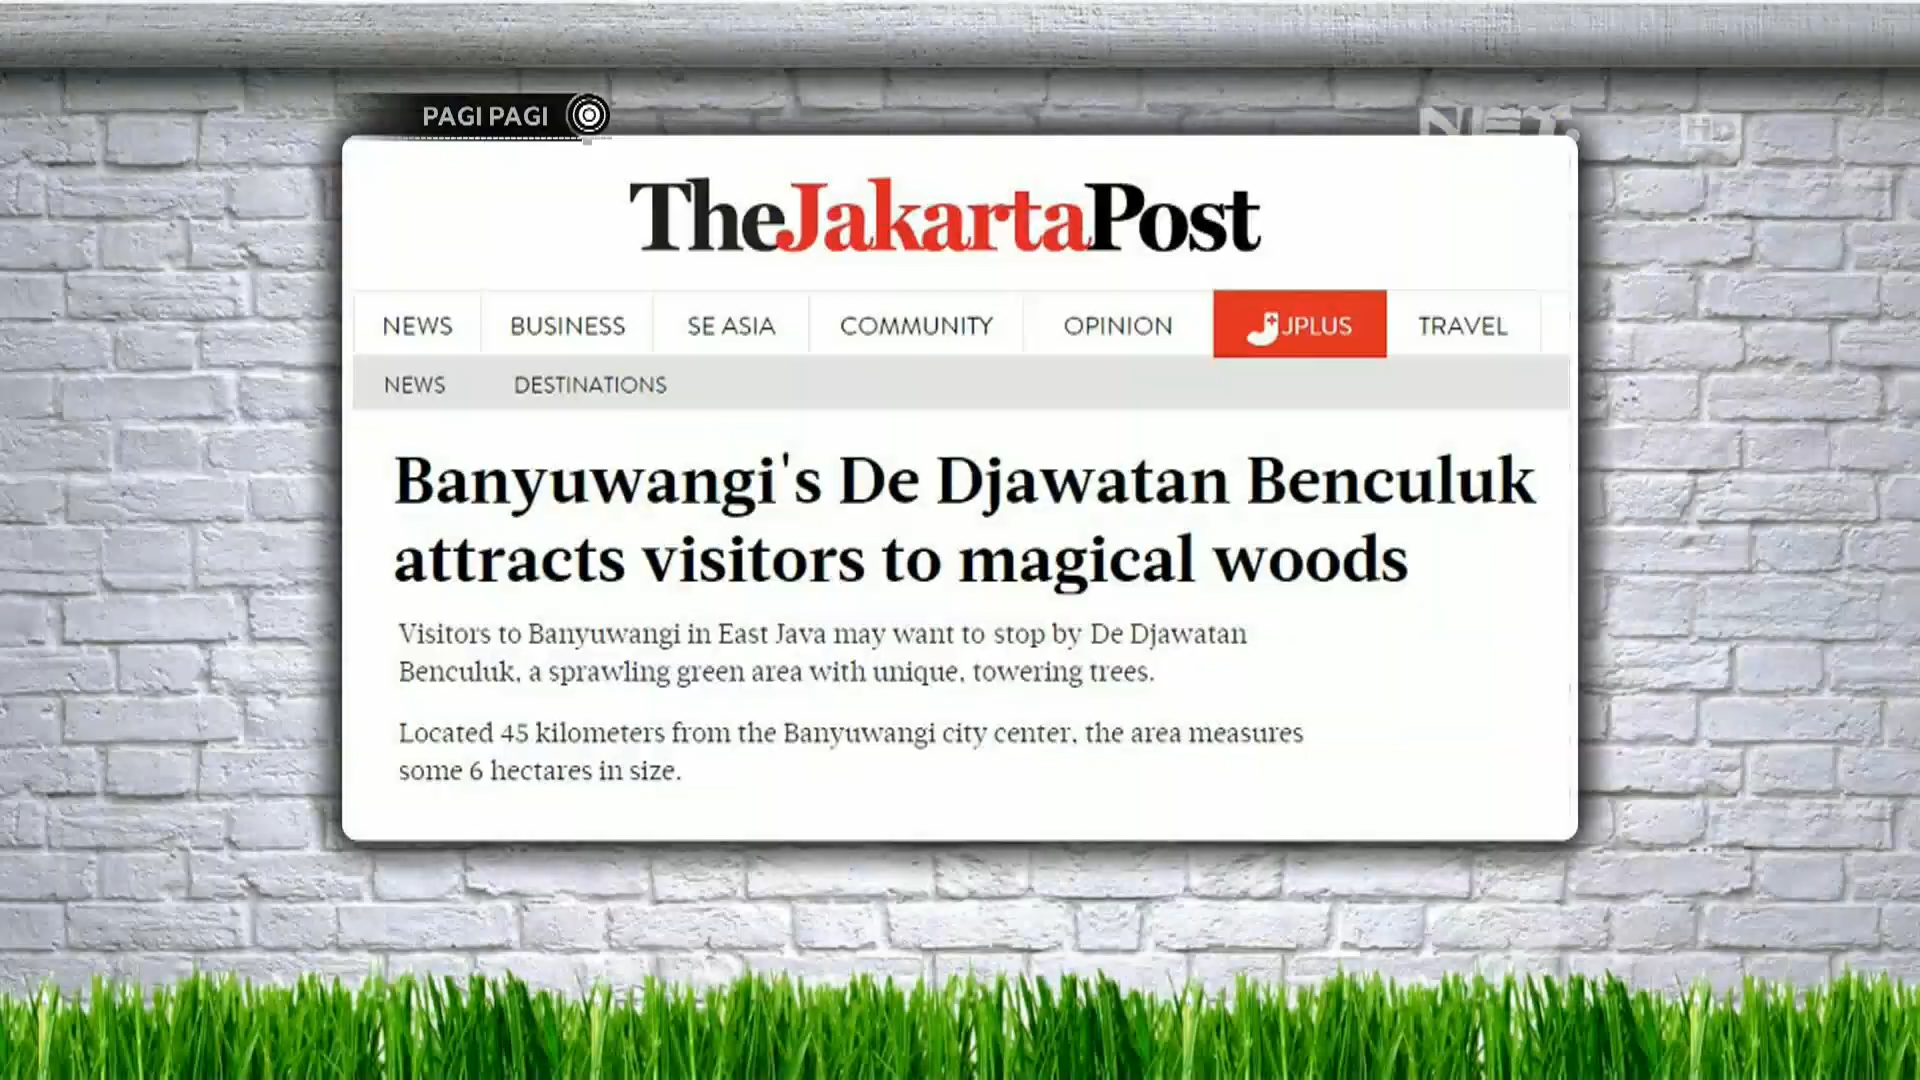 PAGI PAGI
NET.
HD
TheJakartaPost
NEWS BUSINESS SE ASIA COMMUNITY OPINION JPLUS TRAVEL
NEWS DESTINATIONS
Banyuwangi's De Djawatan Benculuk
attracts visitors to magical woods
Visitors to Banyuwangi in East Java may want to stop by De Djawatan
Benculuk, a sprawling green area with unique, towering trees.
Located 45 kilometers from the Banyuwangi city center, the area measures
some 6 hectares in size.